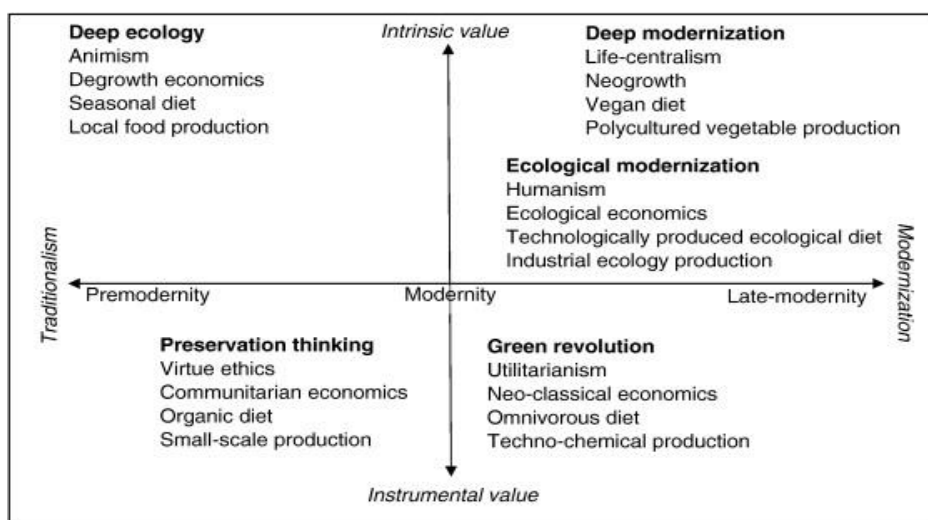 Deep ecology
Animism
Degrowth economics
Seasonal diet
Local food production
Intrinsic value
Deep modernization
Life-centralism
Neogrowth
Vegan diet
Polycultured vegetable production
Ecological modernization
Humanism
Ecological economics
Technologically produced ecological diet
Industrial ecology production
Traditionalism
Premodernity
Modernity
Late-modernity
Modernization
Preservation thinking
Virtue ethics
Communitarian economics
Organic diet
Small-scale production
Green revolution
Utilitarianism
Neo-classical economics
Omnivorous diet
Techno-chemical production
Instrumental value